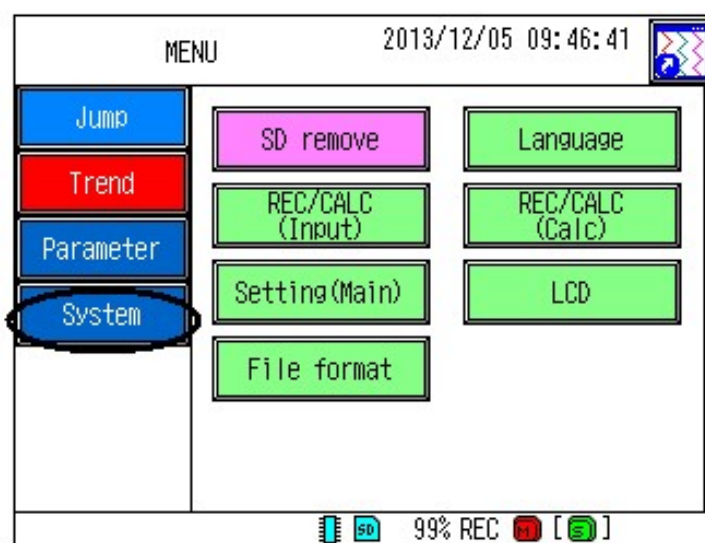 MENU 2013/12/05 09:46:41
Jump
Trend
Parameter
System
SD remove
Language
REC/CALC
(Input)
REC/CALC
(Calc)
Setting(Main)
LCD
File format
SD 99% REC M [S]